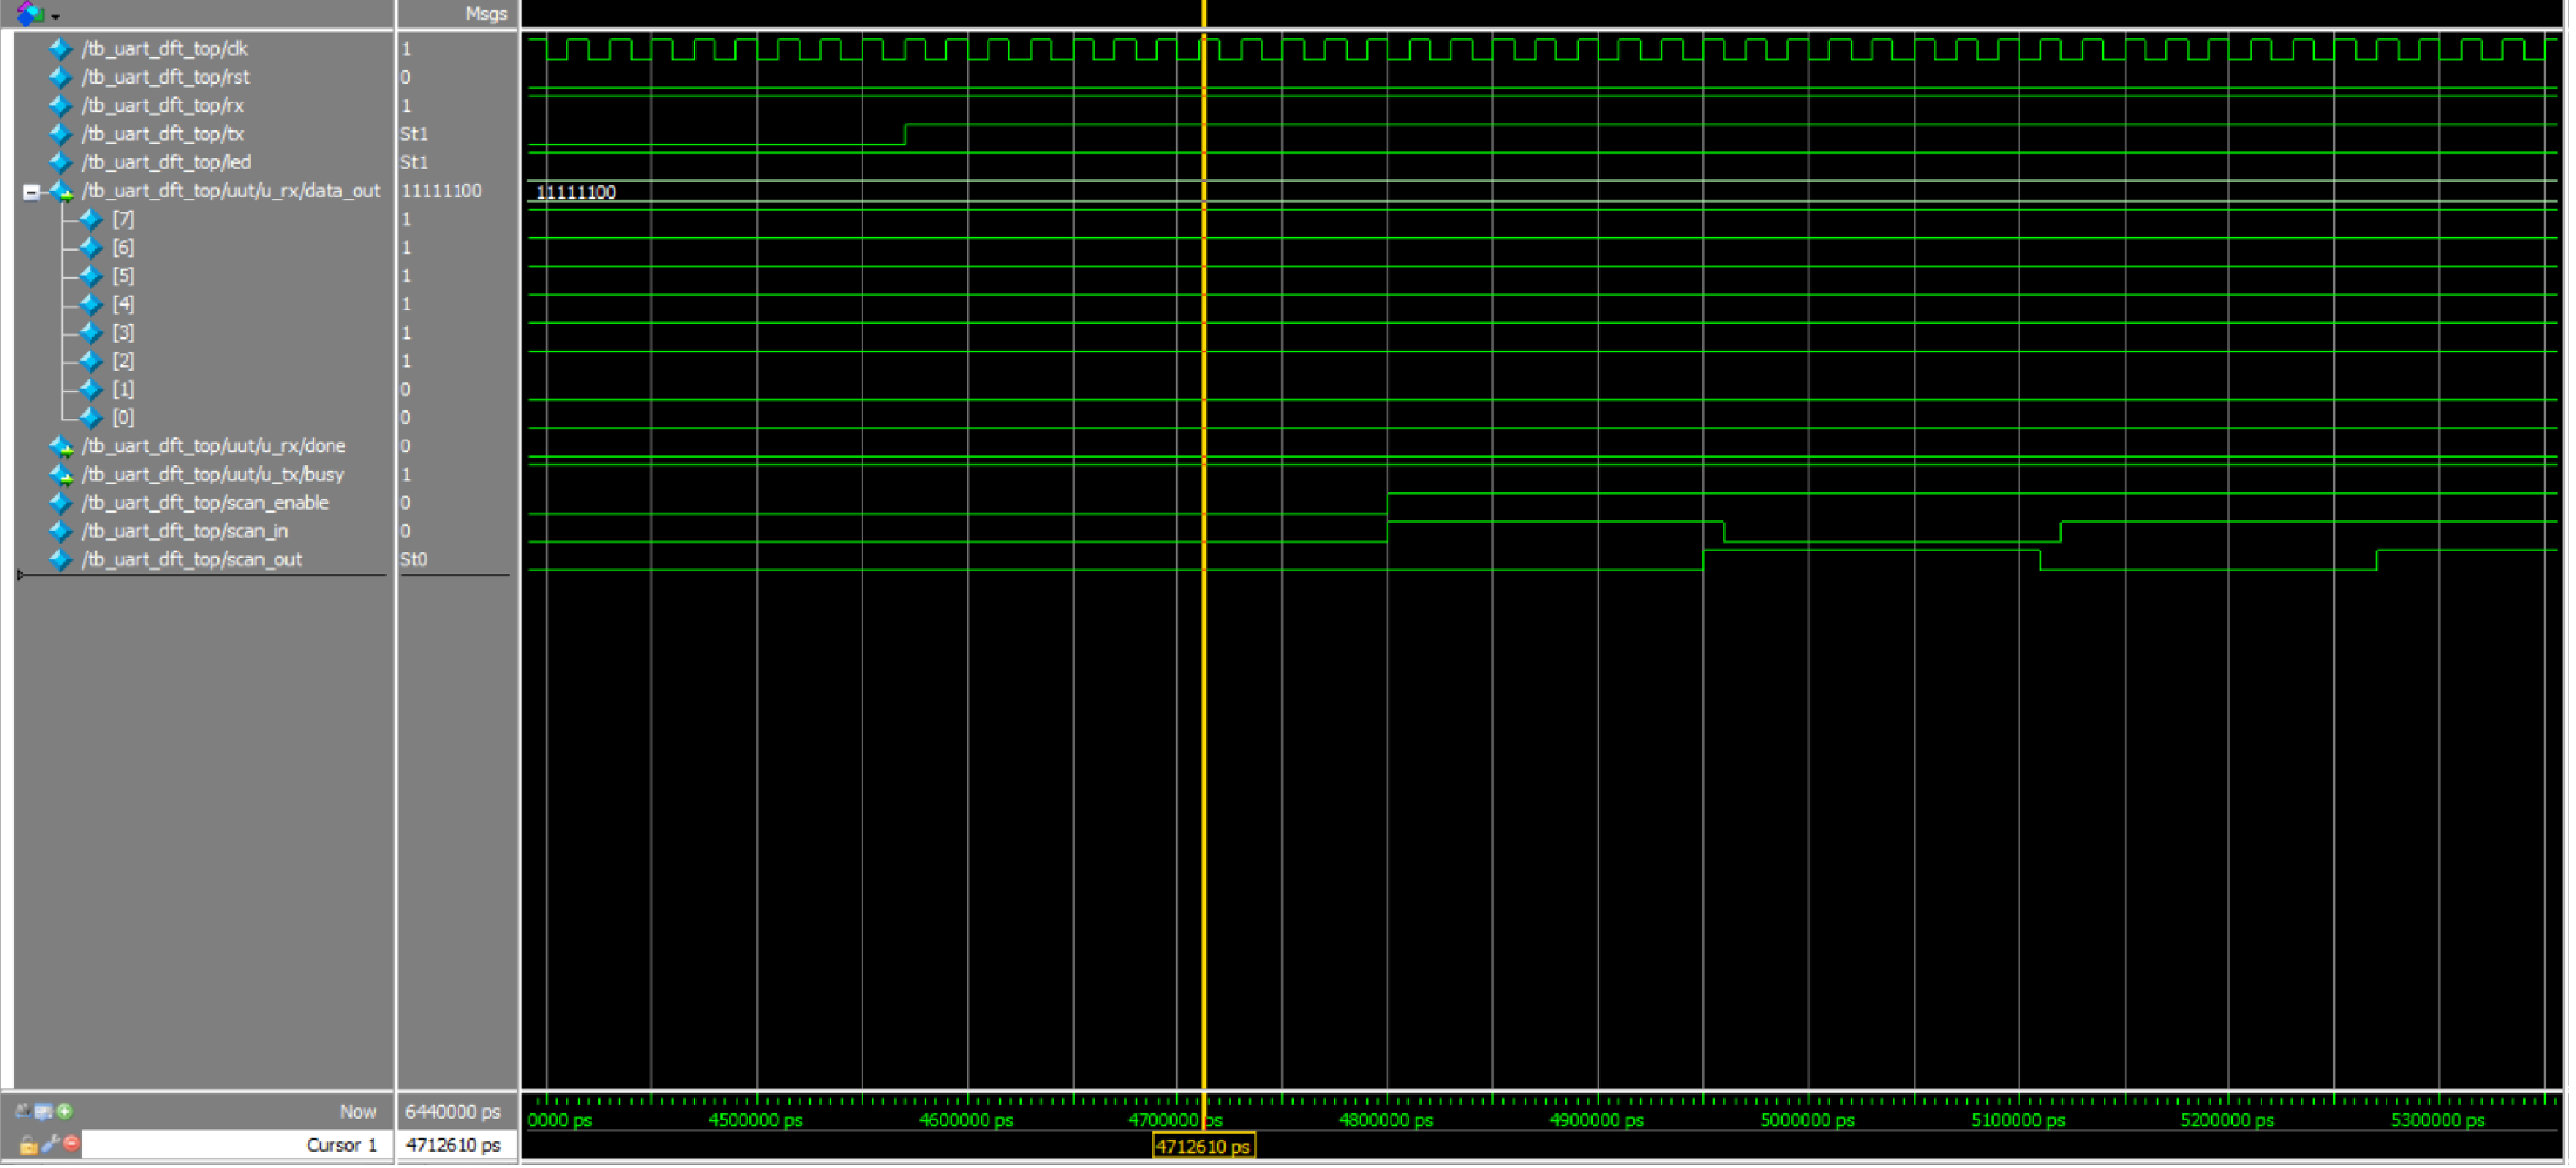 Msgs
/tb_uart_dft_top/clk 1
/tb_uart_dft_top/rst 0
/tb_uart_dft_top/rx 1
/tb_uart_dft_top/tx St1
/tb_uart_dft_top/led St1
/tb_uart_dft_top/uut/u_rx/data_out 11111100 11111100
[7] 1
[6] 1
[5] 1
[4] 1
[3] 1
[2] 1
[1] 0
[0] 0
/tb_uart_dft_top/uut/u_rx/done 0
/tb_uart_dft_top/uut/u_tx/busy 1
/tb_uart_dft_top/scan_enable 0
/tb_uart_dft_top/scan_in 0
/tb_uart_dft_top/scan_out St0
Now 6440000 ps 0000 ps 4500000 ps 4600000 ps 4700000 ps 4800000 ps 4900000 ps 5000000 ps 5100000 ps 5200000 ps 5300000 ps
Cursor 1 4712610 ps 4712610 ps